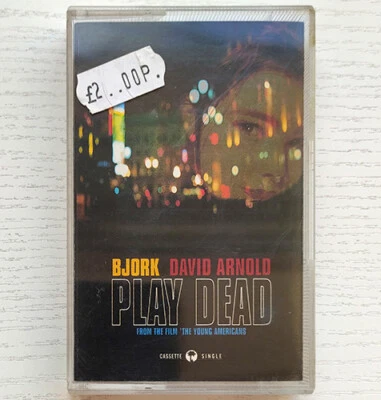 £2..00P.
BJORK DAVID ARNOLD
PLAY DEAD
FROM THE FILM 'THE YOUNG AMERICANS
CASSETTE SINGLE